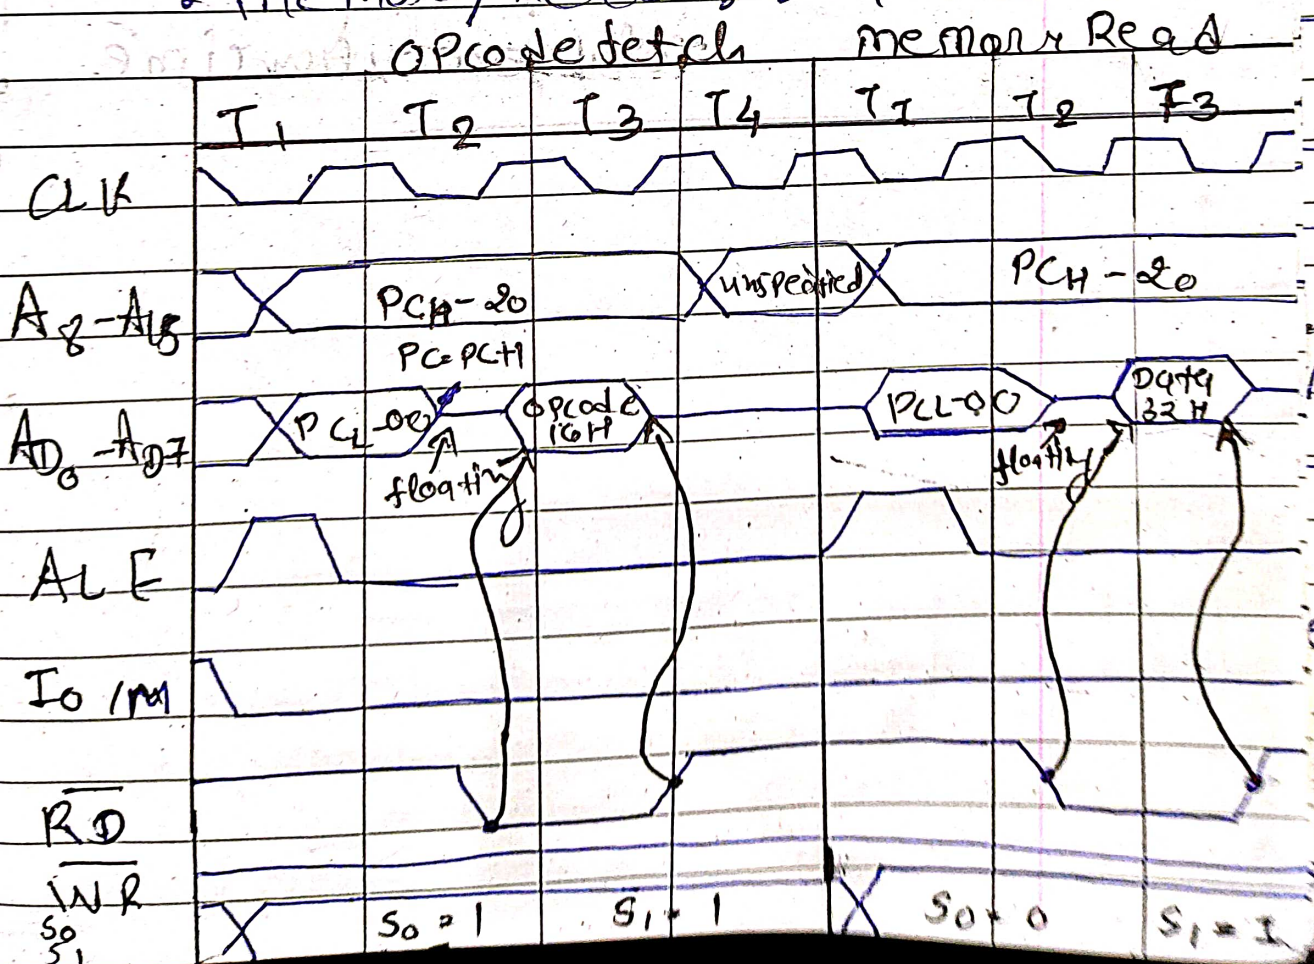 opcode fetch memory Read
T1 T2 T3 T4 T1 T2 T3
CLK
A8-A15 PCH-20 unspecified PCH-20
PC=PC+1
AD0-AD7 PCL-00 opcode 16H PCL-00 Data 32H
floating floating
ALE
IO/M
RD
WR
S0 S1 S0=1 S1=1 S0=0 S1=1